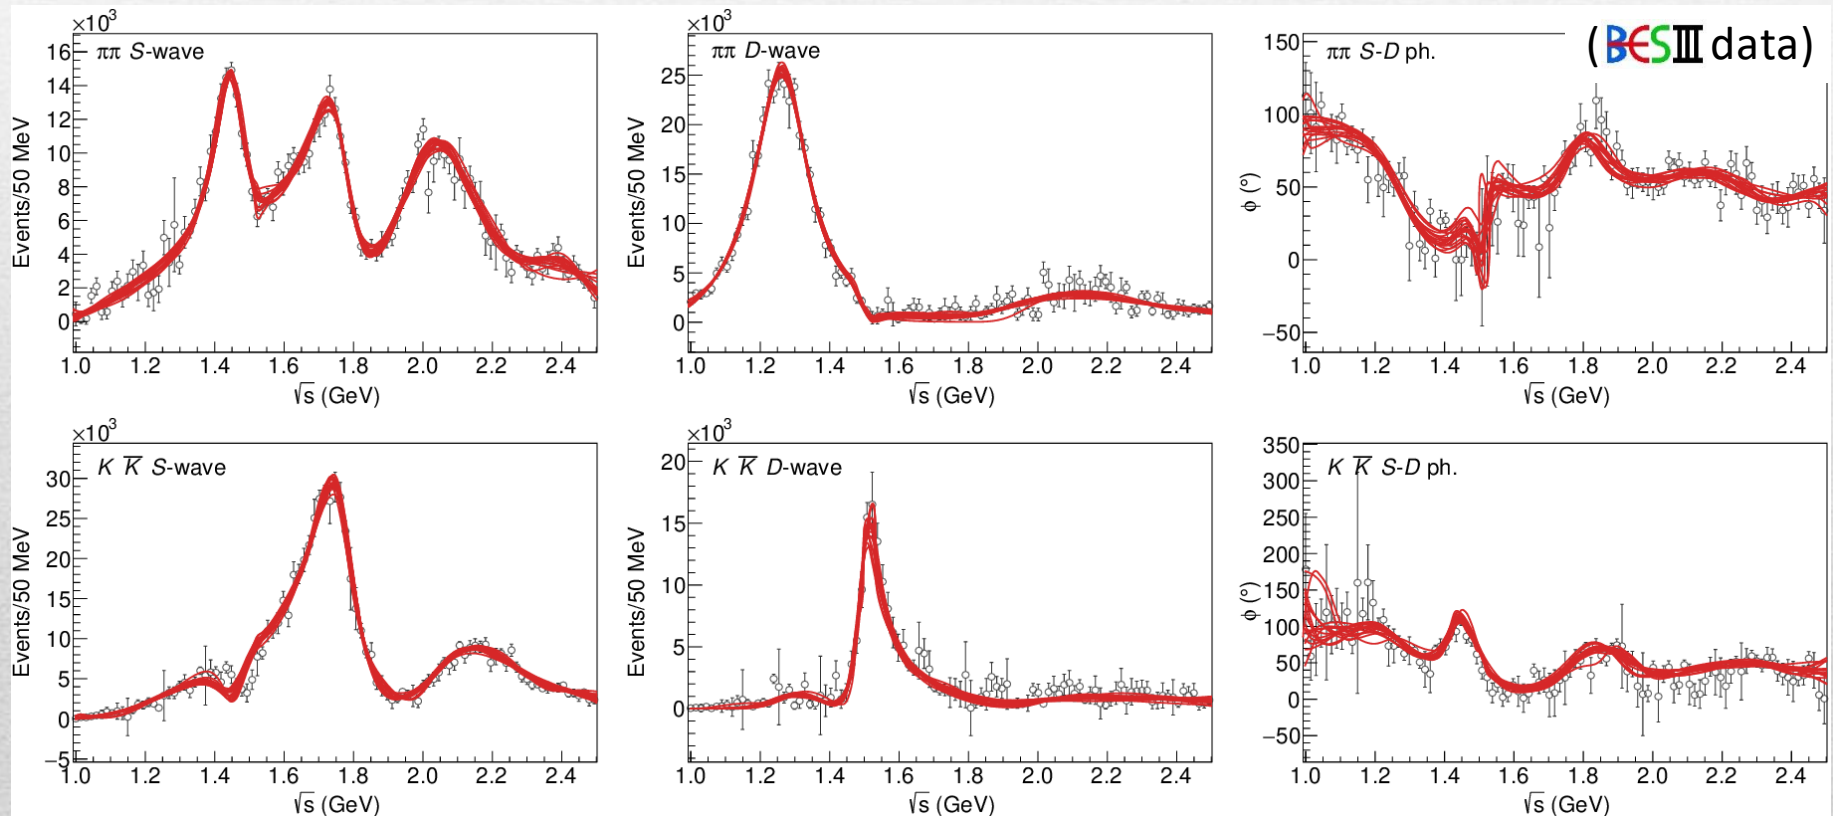 (BESIII data)
×10³
ππ S-wave
Events/50 MeV
16
14
12
10
8
6
4
2
0
1.0 1.2 1.4 1.6 1.8 2.0 2.2 2.4
√s (GeV)
×10³
ππ D-wave
Events/50 MeV
25
20
15
10
5
0
1.0 1.2 1.4 1.6 1.8 2.0 2.2 2.4
√s (GeV)
ππ S-D ph.
ϕ (°)
150
100
50
0
−50
1.0 1.2 1.4 1.6 1.8 2.0 2.2 2.4
√s (GeV)
×10³
K K̅ S-wave
Events/50 MeV
30
25
20
15
10
5
0
−5
1.0 1.2 1.4 1.6 1.8 2.0 2.2 2.4
√s (GeV)
×10³
K K̅ D-wave
Events/50 MeV
20
15
10
5
0
1.0 1.2 1.4 1.6 1.8 2.0 2.2 2.4
√s (GeV)
K K̅ S-D ph.
ϕ (°)
350
300
250
200
150
100
50
0
−50
1.0 1.2 1.4 1.6 1.8 2.0 2.2 2.4
√s (GeV)